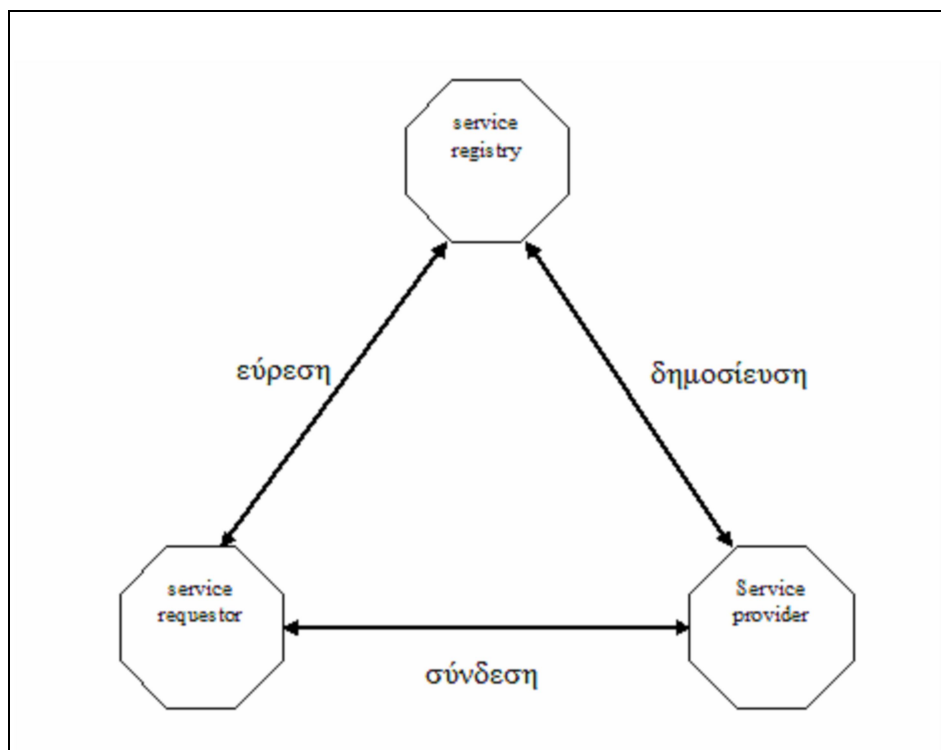 service
registry
εύρεση
δημοσίευση
service
requestor
Service
provider
σύνδεση